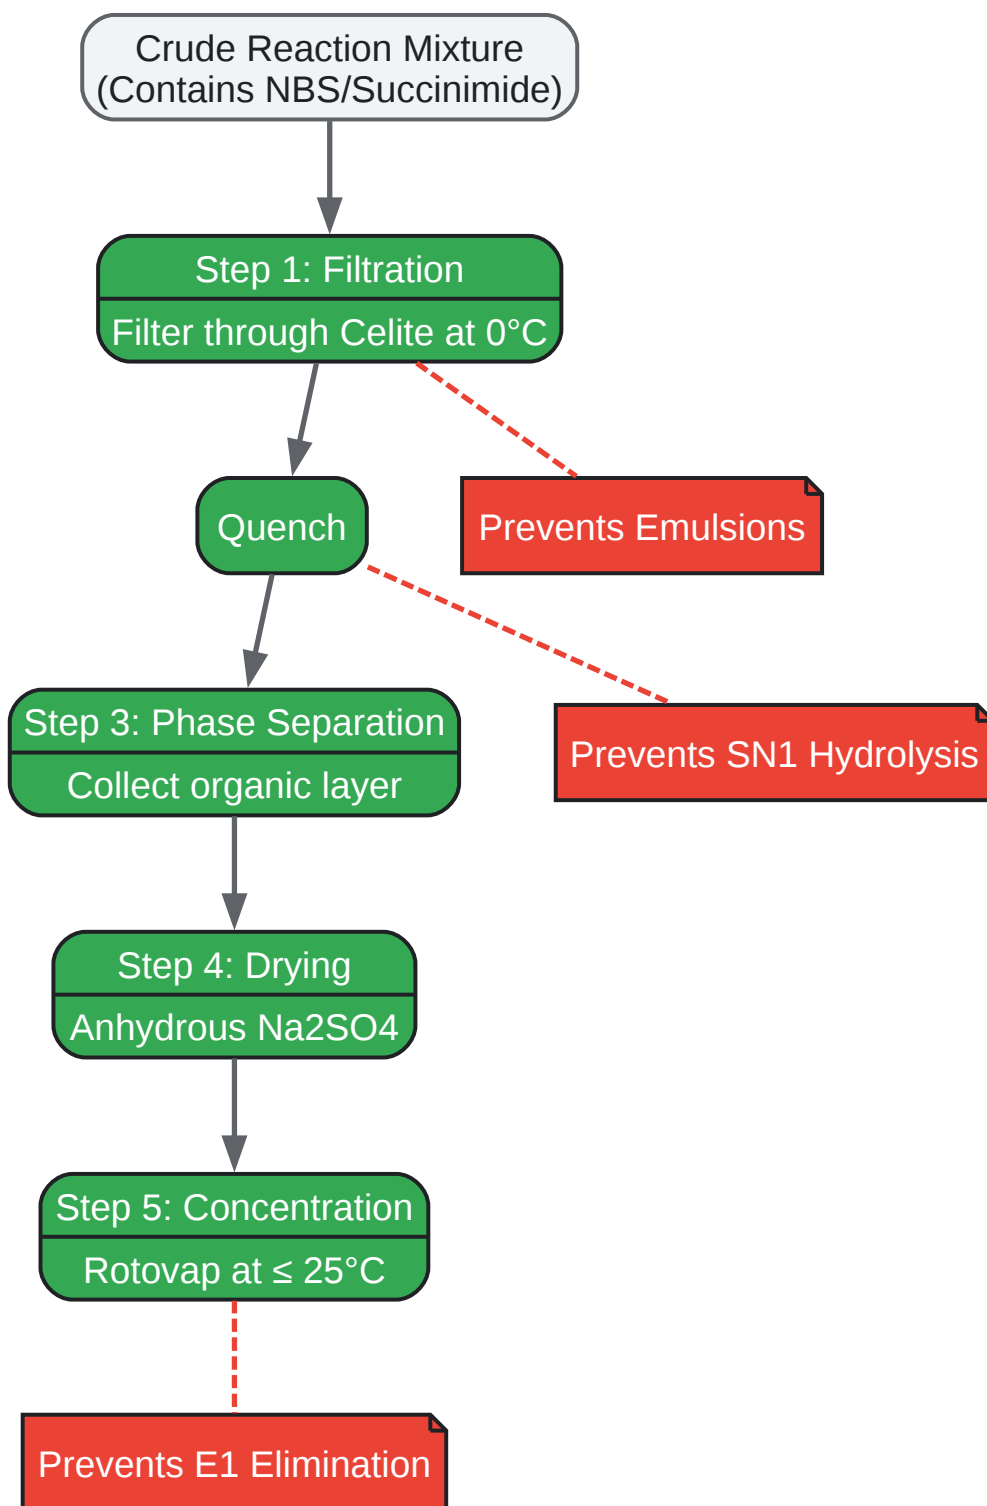 Crude Reaction Mixture
(Contains NBS/Succinimide)
Step 1: Filtration
Filter through Celite at 0°C
Quench
Prevents Emulsions
Step 3: Phase Separation
Collect organic layer
Prevents SN1 Hydrolysis
Step 4: Drying
Anhydrous Na2SO4
Step 5: Concentration
Rotovap at ≤ 25°C
Prevents E1 Elimination